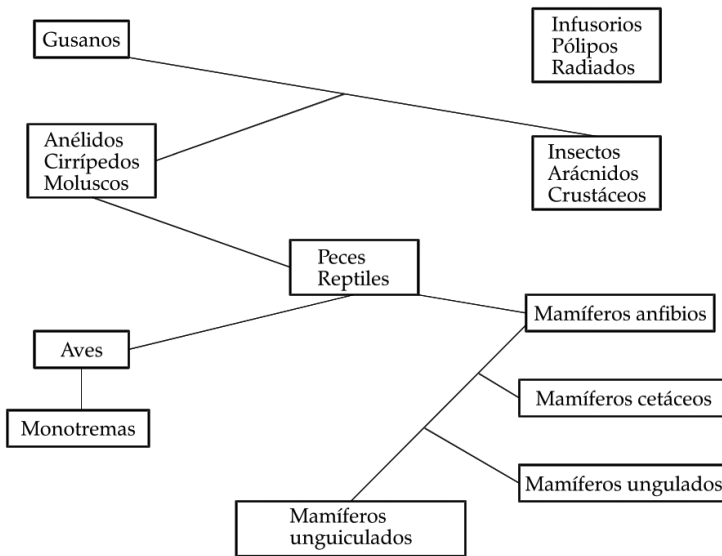 Gusanos
Infusorios
Pólipos
Radiados
Anélidos
Cirrípedos
Moluscos
Insectos
Arácnidos
Crustáceos
Peces
Reptiles
Mamíferos anfibios
Aves
Mamíferos cetáceos
Monotremas
Mamíferos ungulados
Mamíferos
unguiculados